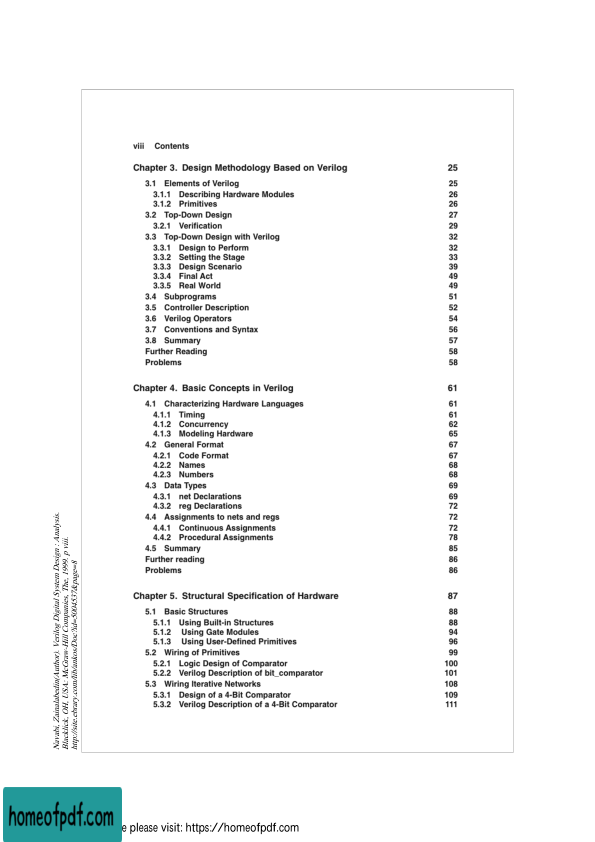 viii Contents
Chapter 3. Design Methodology Based on Verilog 25
3.1 Elements of Verilog 25
3.1.1 Describing Hardware Modules 26
3.1.2 Primitives 26
3.2 Top-Down Design 27
3.2.1 Verification 29
3.3 Top-Down Design with Verilog 32
3.3.1 Design to Perform 32
3.3.2 Setting the Stage 33
3.3.3 Design Scenario 39
3.3.4 Final Act 49
3.3.5 Real World 49
3.4 Subprograms 51
3.5 Controller Description 52
3.6 Verilog Operators 54
3.7 Conventions and Syntax 56
3.8 Summary 57
Further Reading 58
Problems 58
Chapter 4. Basic Concepts in Verilog 61
4.1 Characterizing Hardware Languages 61
4.1.1 Timing 61
4.1.2 Concurrency 62
4.1.3 Modeling Hardware 65
4.2 General Format 67
4.2.1 Code Format 67
4.2.2 Names 68
4.2.3 Numbers 68
4.3 Data Types 69
4.3.1 net Declarations 69
4.3.2 reg Declarations 72
4.4 Assignments to nets and regs 72
4.4.1 Continuous Assignments 72
4.4.2 Procedural Assignments 78
4.5 Summary 85
Further reading 86
Problems 86
Chapter 5. Structural Specification of Hardware 87
5.1 Basic Structures 88
5.1.1 Using Built-in Structures 88
5.1.2 Using Gate Modules 94
5.1.3 Using User-Defined Primitives 96
5.2 Wiring of Primitives 99
5.2.1 Logic Design of Comparator 100
5.2.2 Verilog Description of bit_comparator 101
5.3 Wiring Iterative Networks 108
5.3.1 Design of a 4-Bit Comparator 109
5.3.2 Verilog Description of a 4-Bit Comparator 111
Navabi, Zainalabedin(Author). Verilog Digital System Design : Analysis.
Blacklick, OH, USA: McGraw-Hill Companies, The, 1999. p viii.
http://site.ebrary.com/lib/ankos/Doc?id=5004537&page=8
homeofpdf.com
e please visit: https://homeofpdf.com